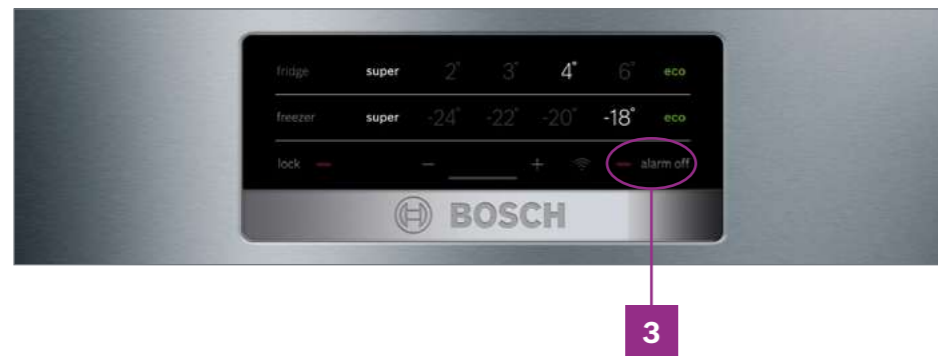 fridge super 2° 3° 4° 6° eco
freezer super -24° -22° -20° -18° eco
lock − + alarm off
BOSCH
3